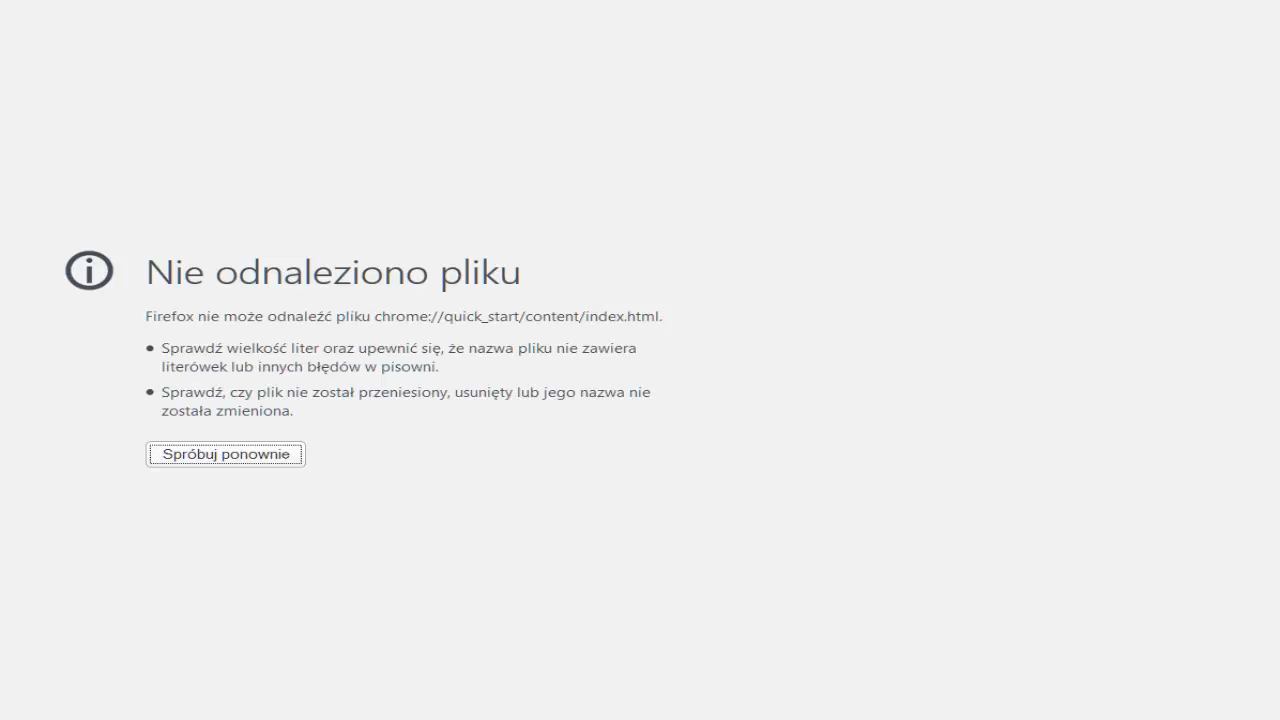 Nie odnaleziono pliku
Firefox nie może odnaleźć pliku chrome://quick_start/content/index.html.
● Sprawdź wielkość liter oraz upewnić się, że nazwa pliku nie zawiera
literówek lub innych błędów w pisowni.
● Sprawdź, czy plik nie został przeniesiony, usunięty lub jego nazwa nie
została zmieniona.
Spróbuj ponownie